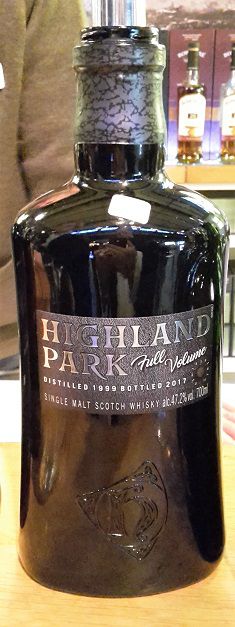 HIGHLAND
PARK Full Volume
DISTILLED 1999 BOTTLED 2017
SINGLE MALT SCOTCH WHISKY alc.47.2%vol. 700ml